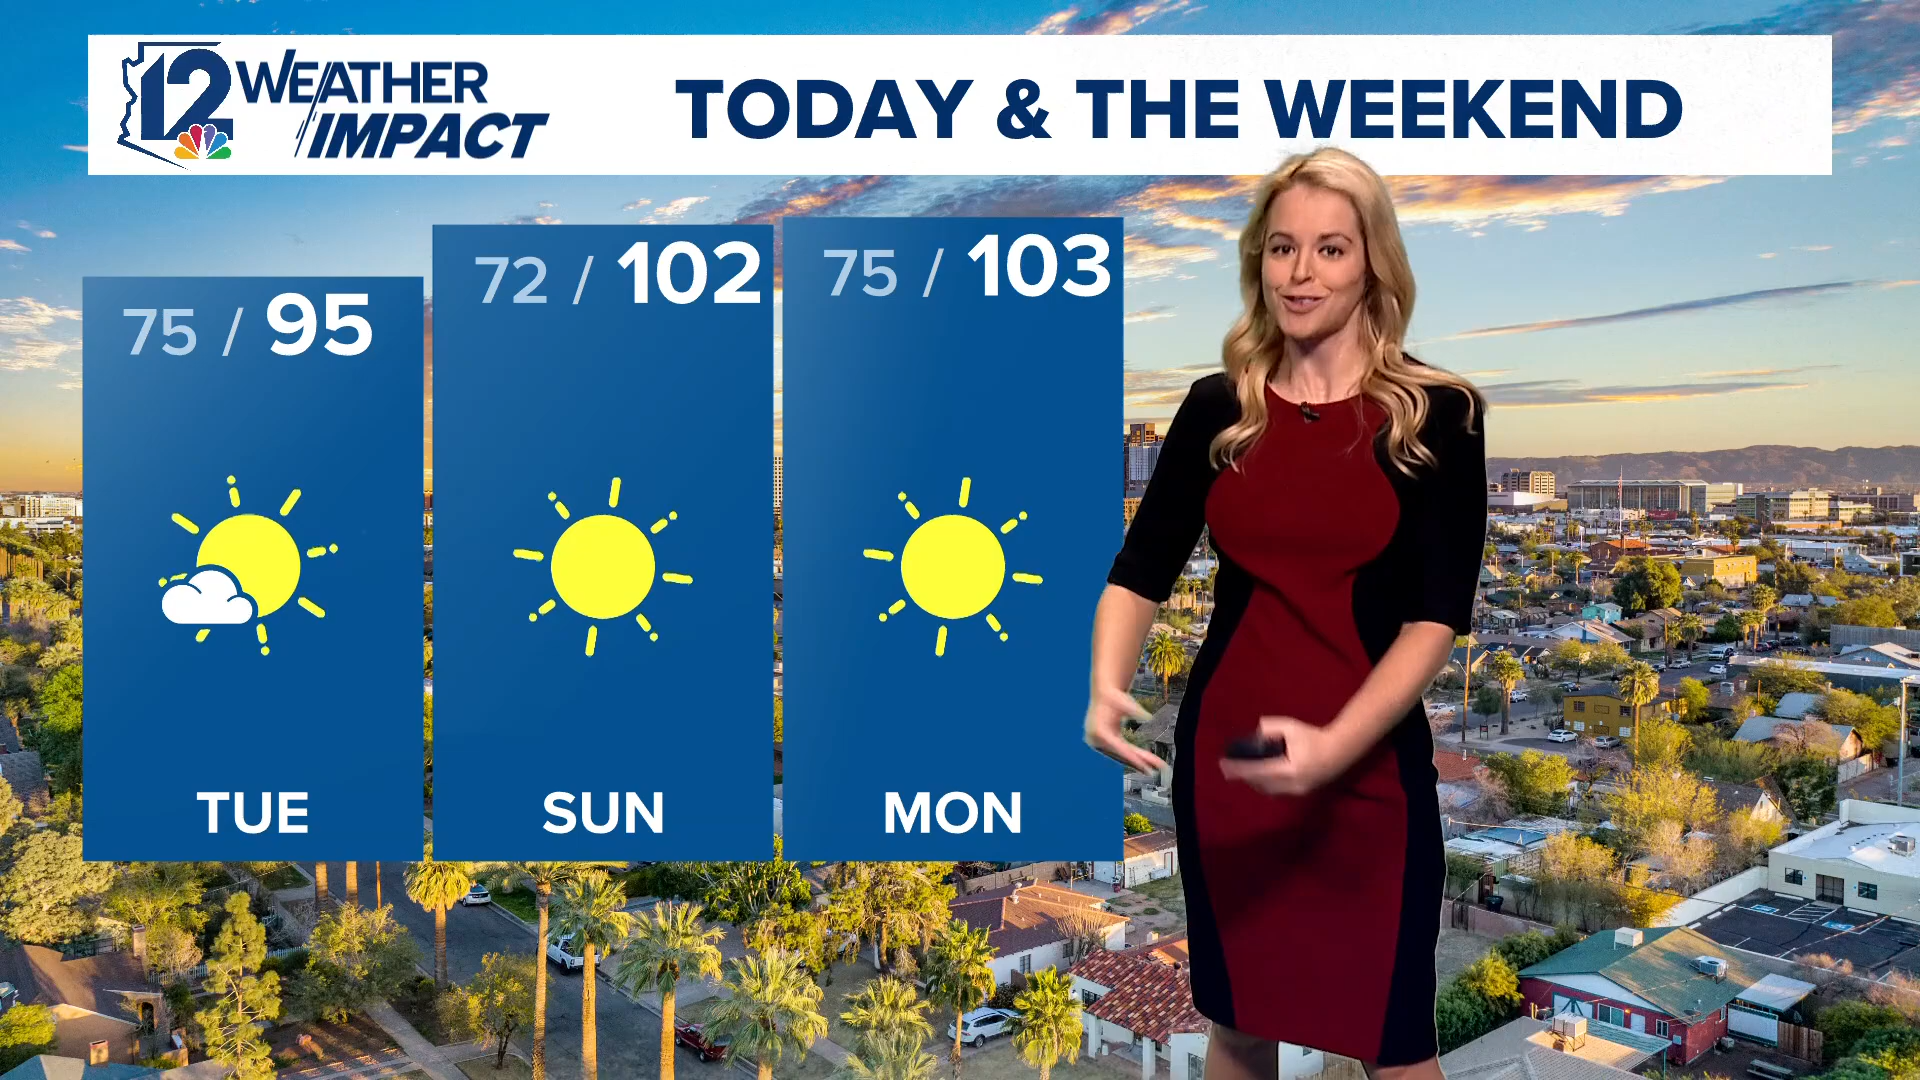 12 WEATHER IMPACT
TODAY & THE WEEKEND
75 / 95
72 / 102
75 / 103
TUE
SUN
MON